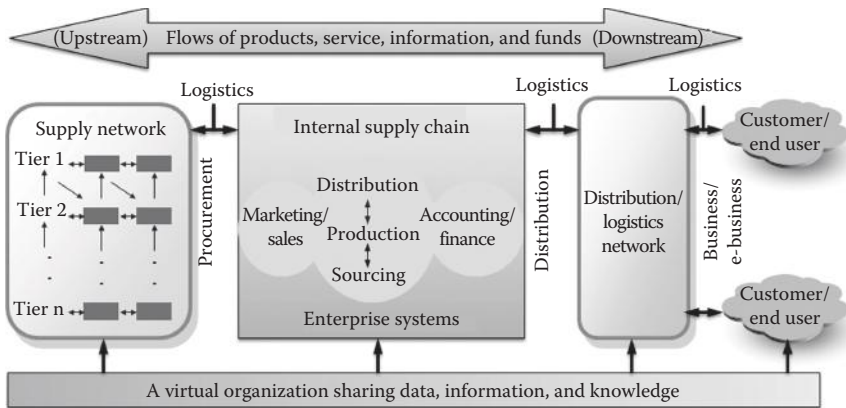 (Upstream) Flows of products, service, information, and funds (Downstream)
Logistics
Logistics
Logistics
Supply network
Tier 1
Tier 2
Tier n
Procurement
Internal supply chain
Distribution
Marketing/
sales
Production
Accounting/
finance
Sourcing
Enterprise systems
Distribution
Distribution/
logistics
network
Business/
e-business
Customer/
end user
Customer/
end user
A virtual organization sharing data, information, and knowledge